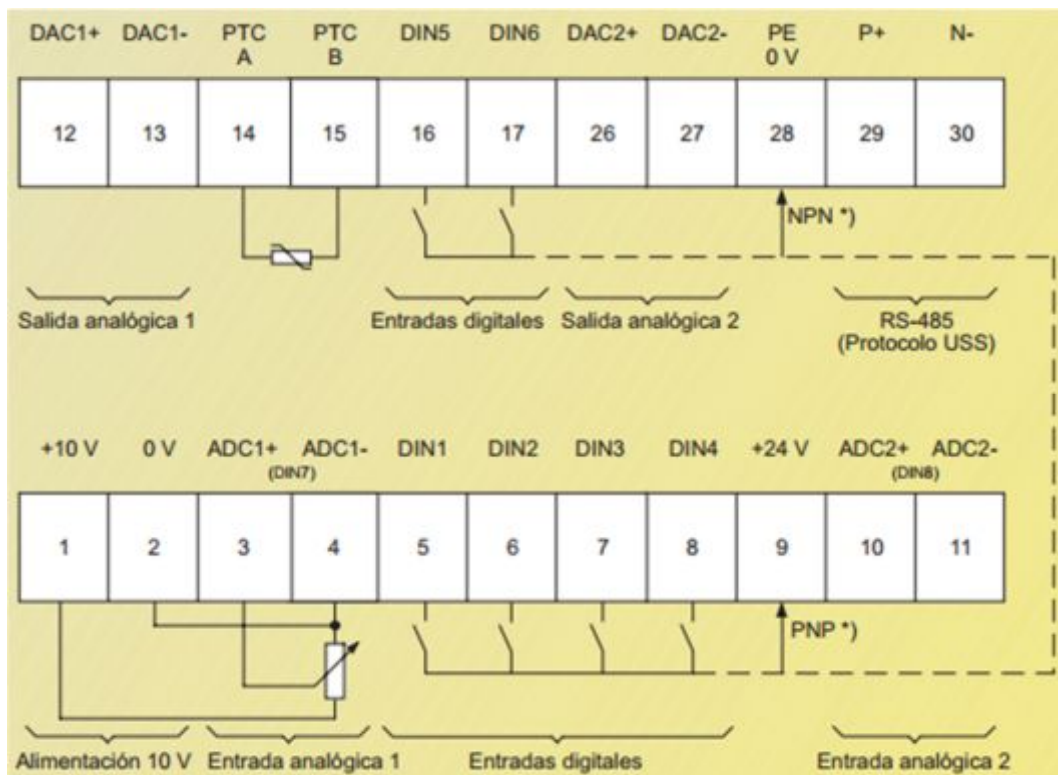 DAC1+ DAC1- PTC A PTC B DIN5 DIN6 DAC2+ DAC2- PE 0 V P+ N-
12 13 14 15 16 17 26 27 28 29 30
NPN *)
Salida analógica 1 Entradas digitales Salida analógica 2 RS-485
(Protocolo USS)
+10 V 0 V ADC1+ ADC1- DIN1 DIN2 DIN3 DIN4 +24 V ADC2+ ADC2-
(DIN7) (DIN8)
1 2 3 4 5 6 7 8 9 10 11
PNP *)
Alimentación 10 V Entrada analógica 1 Entradas digitales Entrada analógica 2